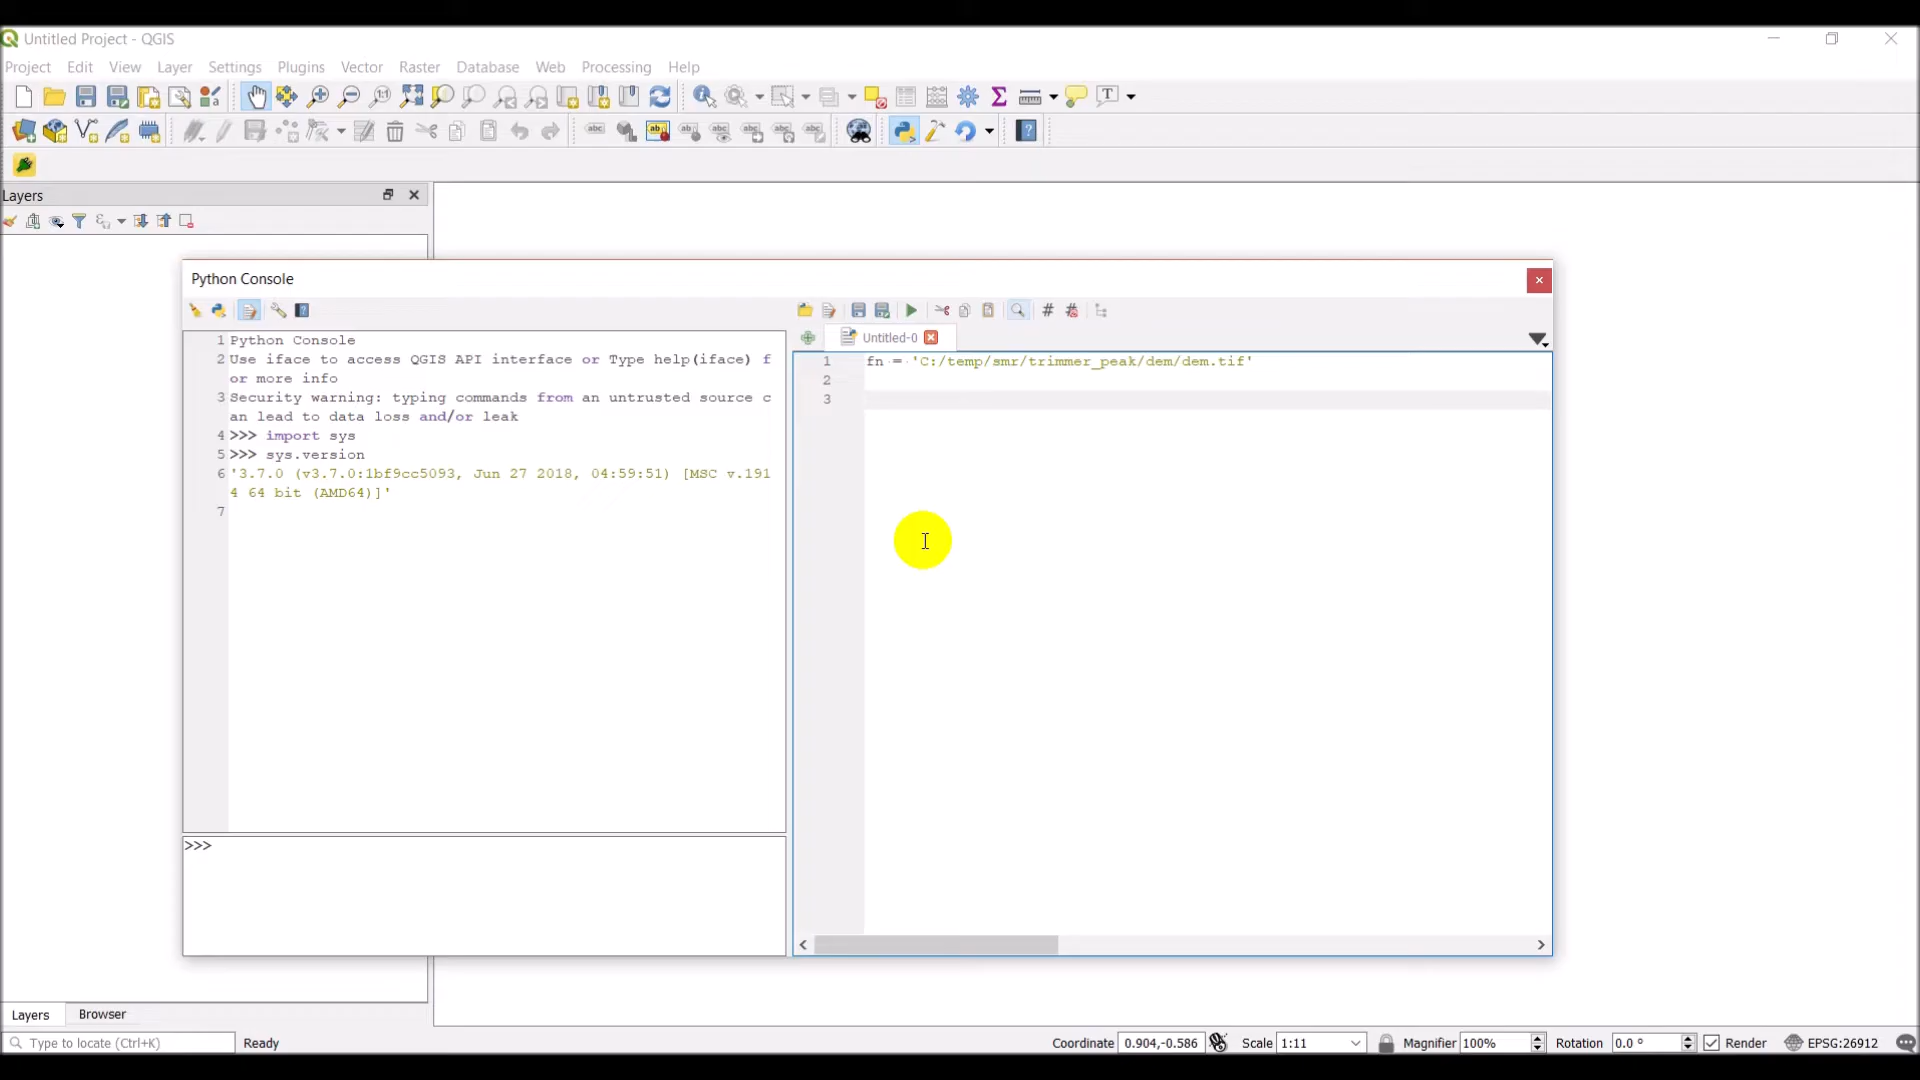 Untitled Project - QGIS
Project Edit View Layer Settings Plugins Vector Raster Database Web Processing Help
Layers
Python Console
Untitled-0
1 Python Console
2 Use iface to access QGIS API interface or Type help(iface) f
or more info
3 Security warning: typing commands from an untrusted source c
an lead to data loss and/or leak
4 >>> import sys
5 >>> sys.version
6 '3.7.0 (v3.7.0:1bf9cc5093, Jun 27 2018, 04:59:51) [MSC v.191
4 64 bit (AMD64)]'
7
>>>
1 fn = 'C:/temp/smr/trimmer_peak/dem/dem.tif'
2
3
Layers Browser
Type to locate (Ctrl+K) Ready Coordinate 0.904,-0.586 Scale 1:11 Magnifier 100% Rotation 0.0 ° Render EPSG:26912